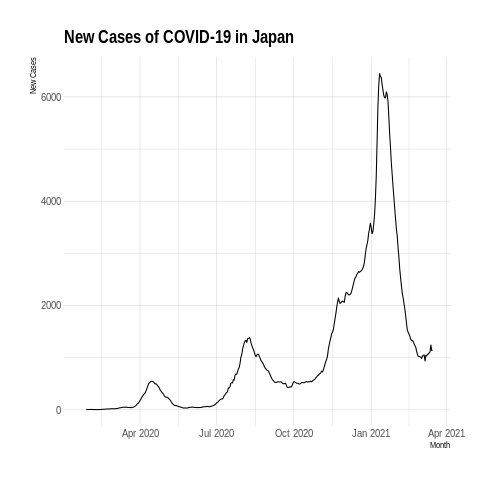 New Cases of COVID-19 in Japan
New Cases
6000
4000
2000
0
Apr 2020 Jul 2020 Oct 2020 Jan 2021 Apr 2021
Month